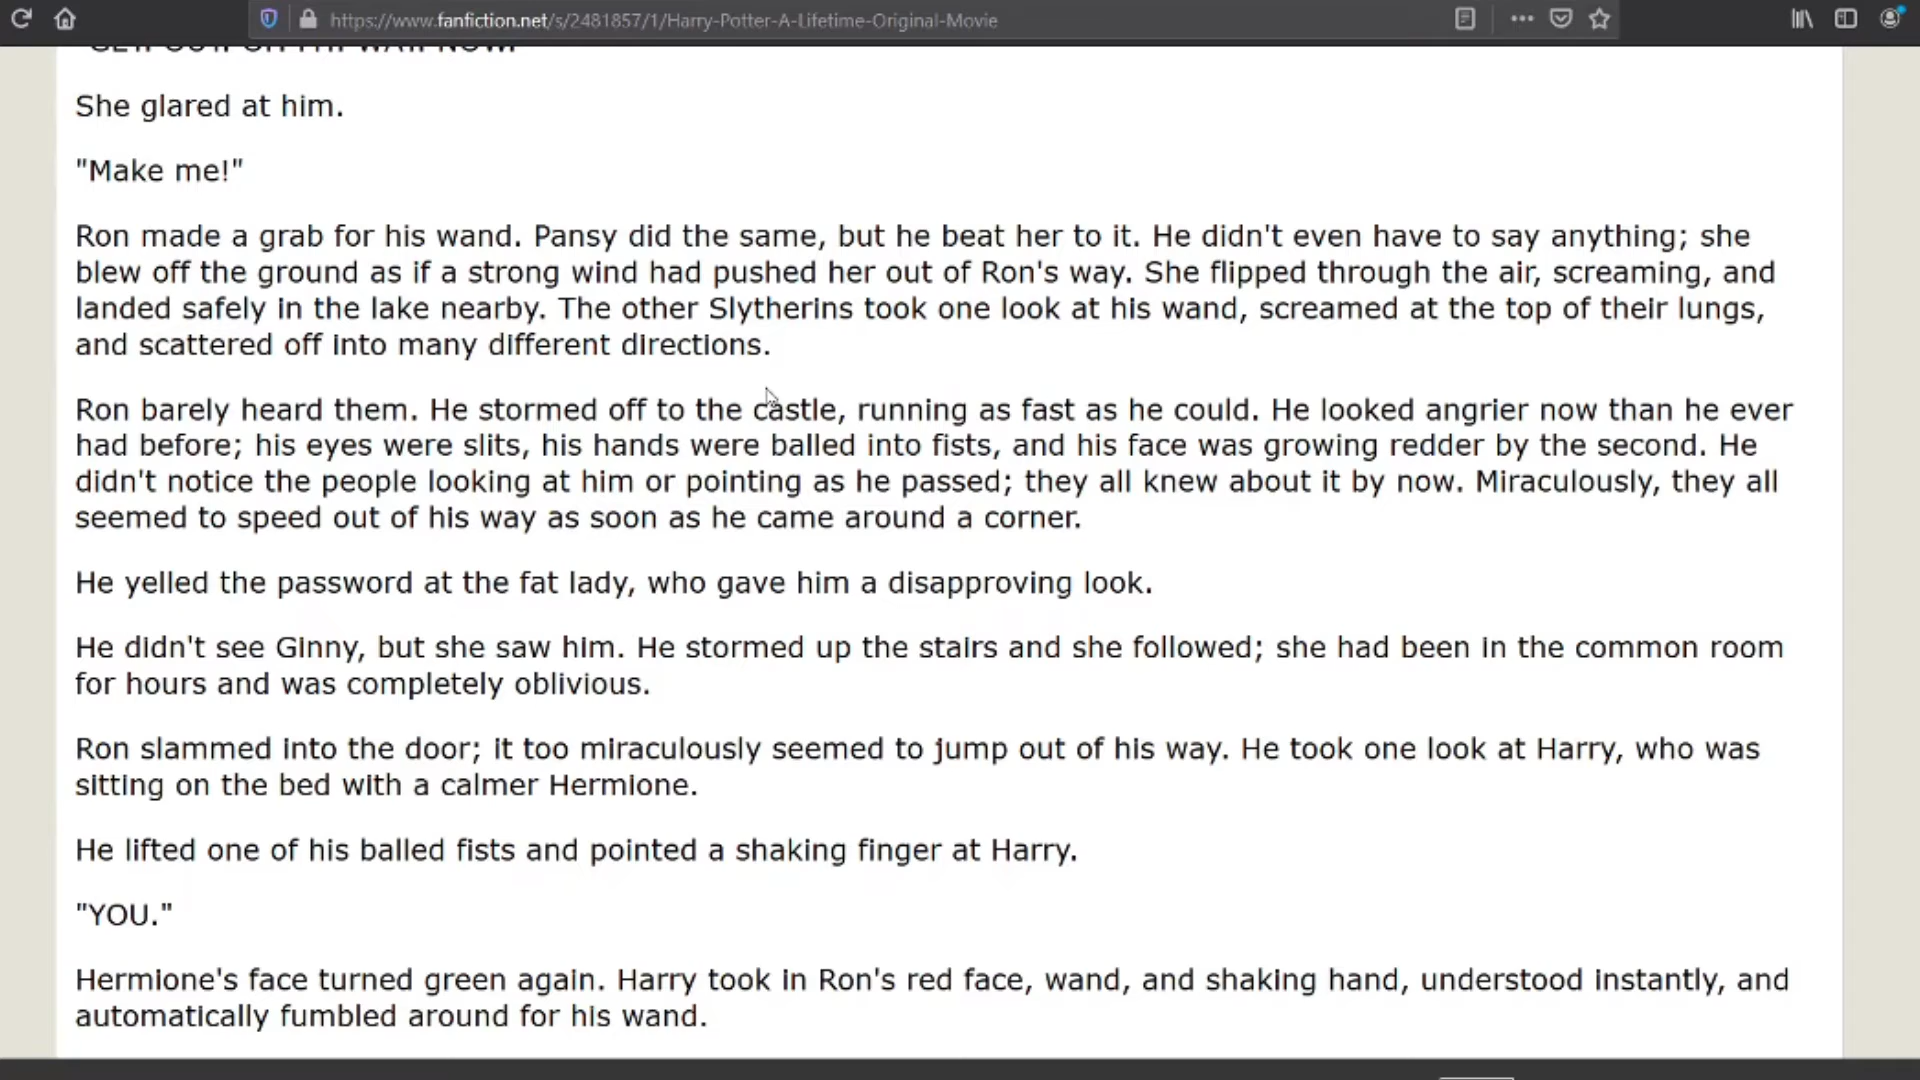 https://www.fanfiction.net/s/2481857/1/Harry-Potter-A-Lifetime-Original-Movie
She glared at him.
"Make me!"
Ron made a grab for his wand. Pansy did the same, but he beat her to it. He didn't even have to say anything; she
blew off the ground as if a strong wind had pushed her out of Ron's way. She flipped through the air, screaming, and
landed safely in the lake nearby. The other Slytherins took one look at his wand, screamed at the top of their lungs,
and scattered off into many different directions.
Ron barely heard them. He stormed off to the castle, running as fast as he could. He looked angrier now than he ever
had before; his eyes were slits, his hands were balled into fists, and his face was growing redder by the second. He
didn't notice the people looking at him or pointing as he passed; they all knew about it by now. Miraculously, they all
seemed to speed out of his way as soon as he came around a corner.
He yelled the password at the fat lady, who gave him a disapproving look.
He didn't see Ginny, but she saw him. He stormed up the stairs and she followed; she had been in the common room
for hours and was completely oblivious.
Ron slammed into the door; it too miraculously seemed to jump out of his way. He took one look at Harry, who was
sitting on the bed with a calmer Hermione.
He lifted one of his balled fists and pointed a shaking finger at Harry.
"YOU."
Hermione's face turned green again. Harry took in Ron's red face, wand, and shaking hand, understood instantly, and
automatically fumbled around for his wand.